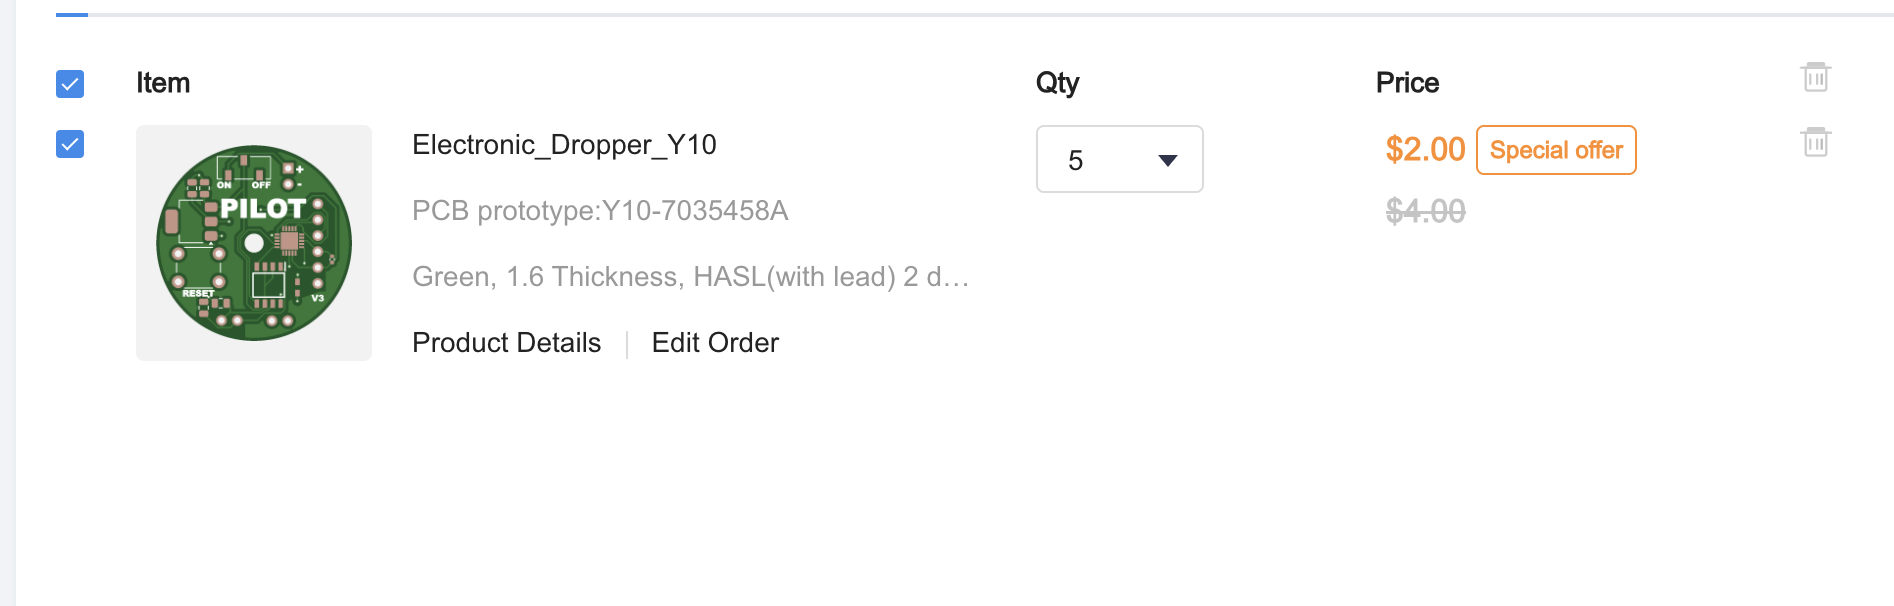 Item Qty Price
Electronic_Dropper_Y10
5
$2.00 Special offer
PCB prototype:Y10-7035458A
$4.00
Green, 1.6 Thickness, HASL(with lead) 2 d...
Product Details | Edit Order
ON OFF + -
PILOT
RESET
V3